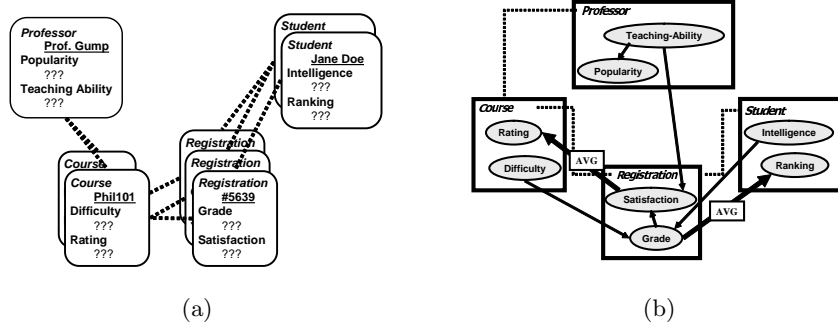 Professor
Prof. Gump
Popularity
???
Teaching Ability
???
Student
Student
Jane Doe
Intelligence
???
Ranking
???
Course
Course
Phil101
Difficulty
???
Rating
???
Registration
Registration
Registration
#5639
Grade
???
Satisfaction
???
(a)
Professor
Teaching-Ability
Popularity
Course
Rating
Difficulty
AVG
Student
Intelligence
Ranking
Registration
Satisfaction
Grade
AVG
(b)